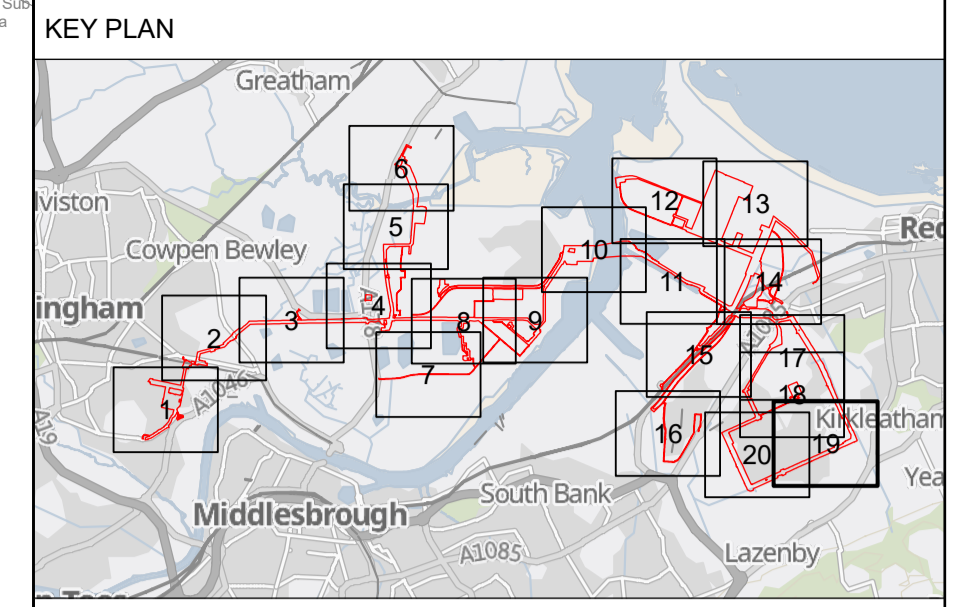 Sub
a
KEY PLAN
Greatham
6
12
13
lviston
5
Red
Cowpen Bewley
10
11
14
ingham
4
A178
2
3
8
9
A1085
15
17
7
18
A1046
1
Kirkleatham
A19
16
19
20
Yea
South Bank
Middlesbrough
A1085
Lazenby